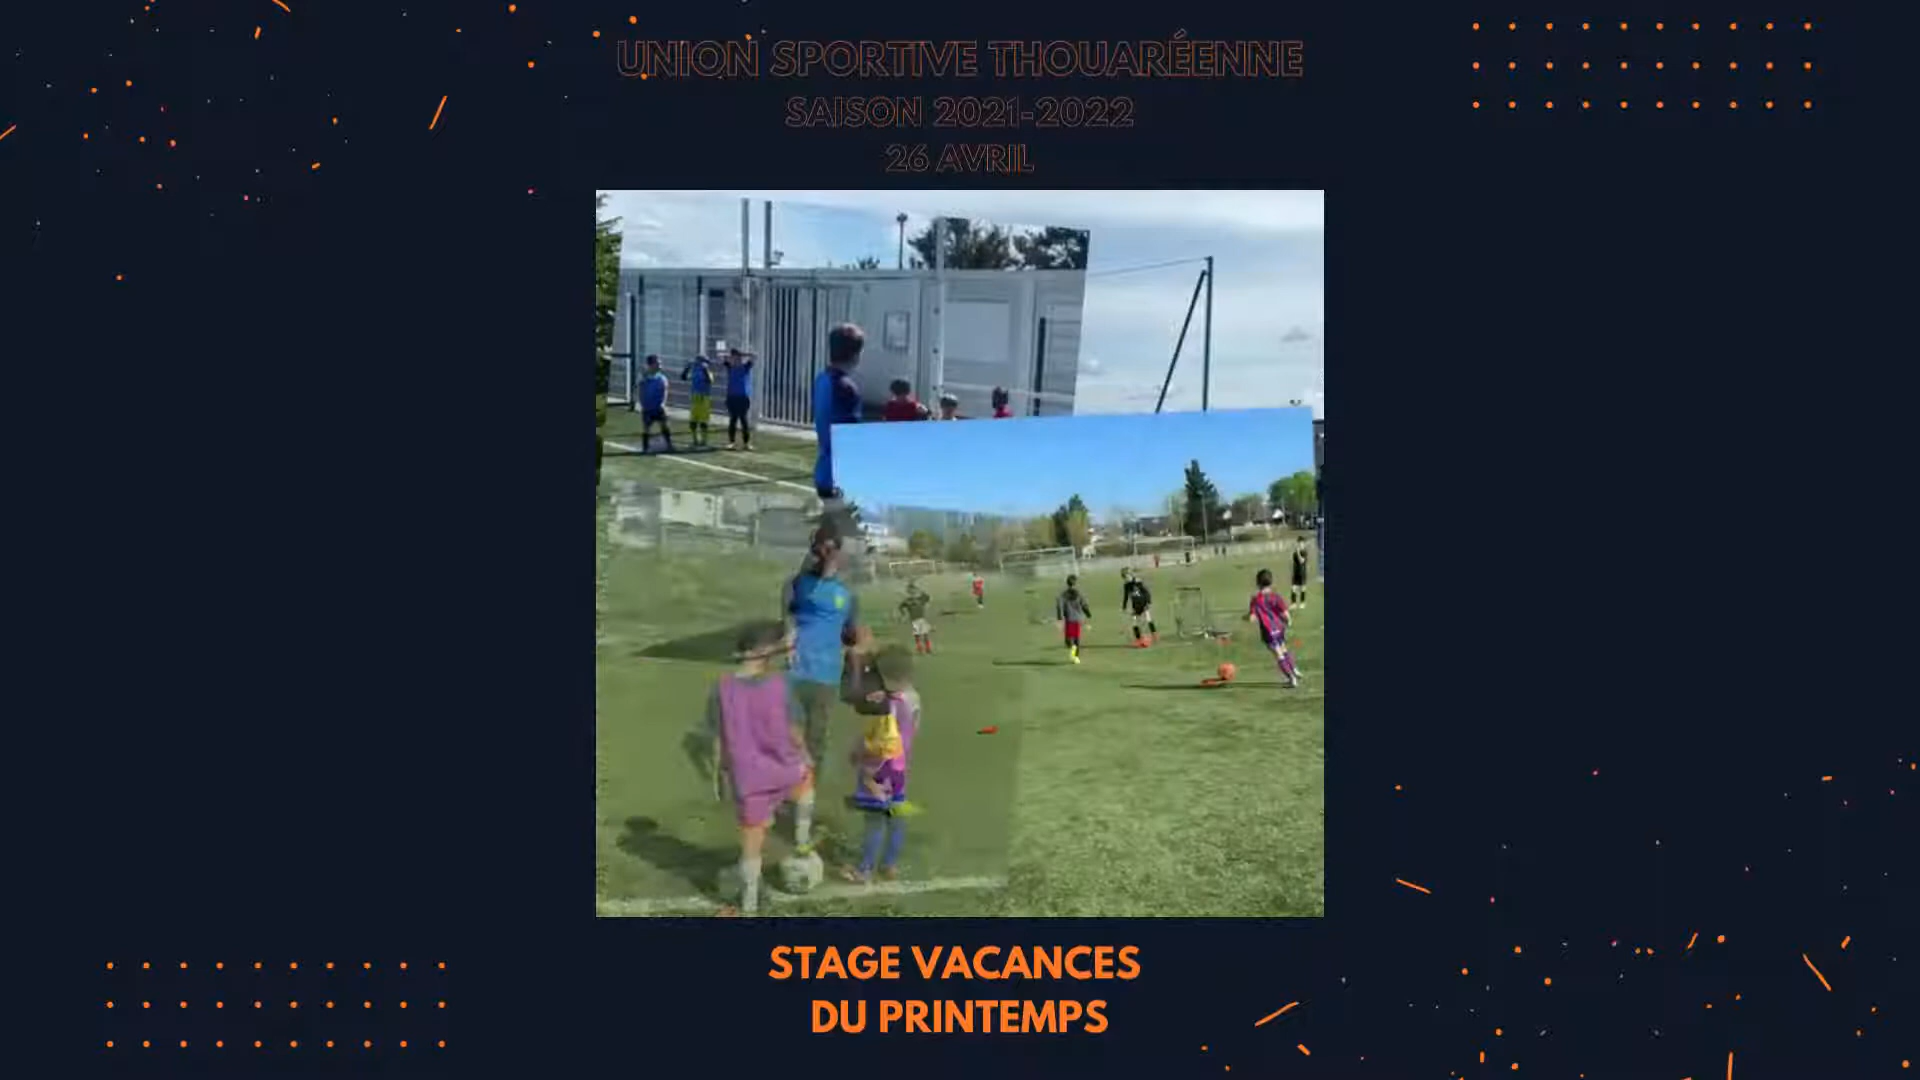 UNION SPORTIVE THOUARÉENNE
SAISON 2021-2022
26 AVRIL
STAGE VACANCES
DU PRINTEMPS